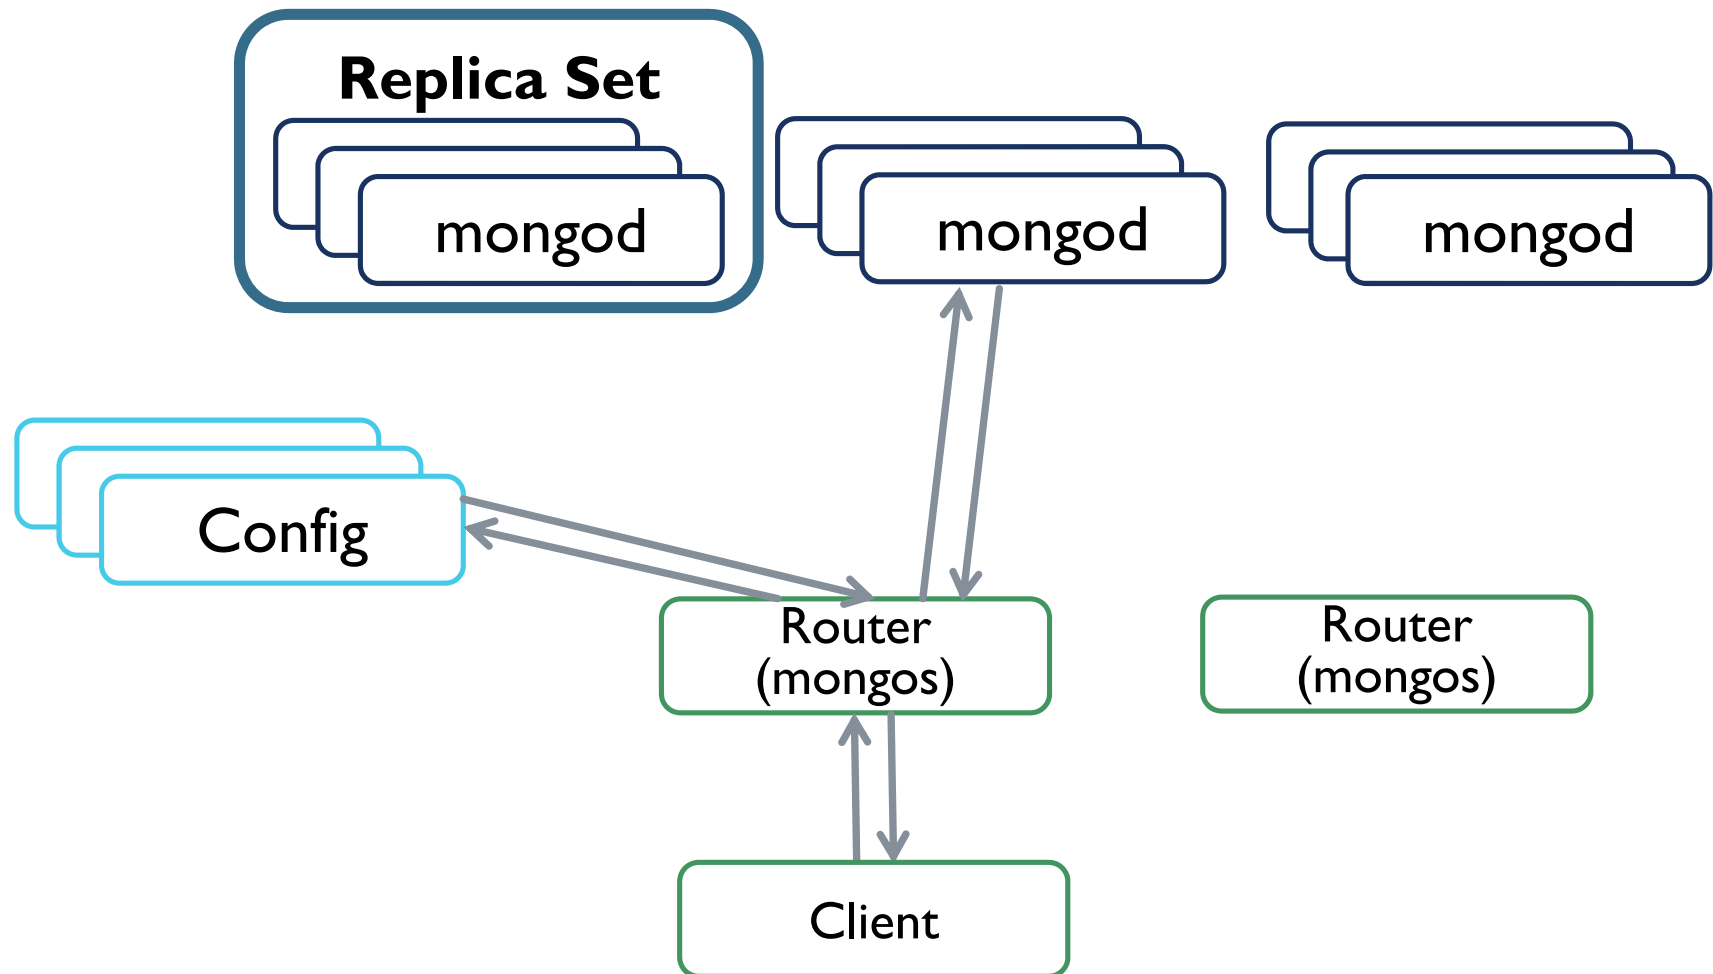 Replica Set
mongod
mongod
mongod
Config
Router
(mongos)
Router
(mongos)
Client